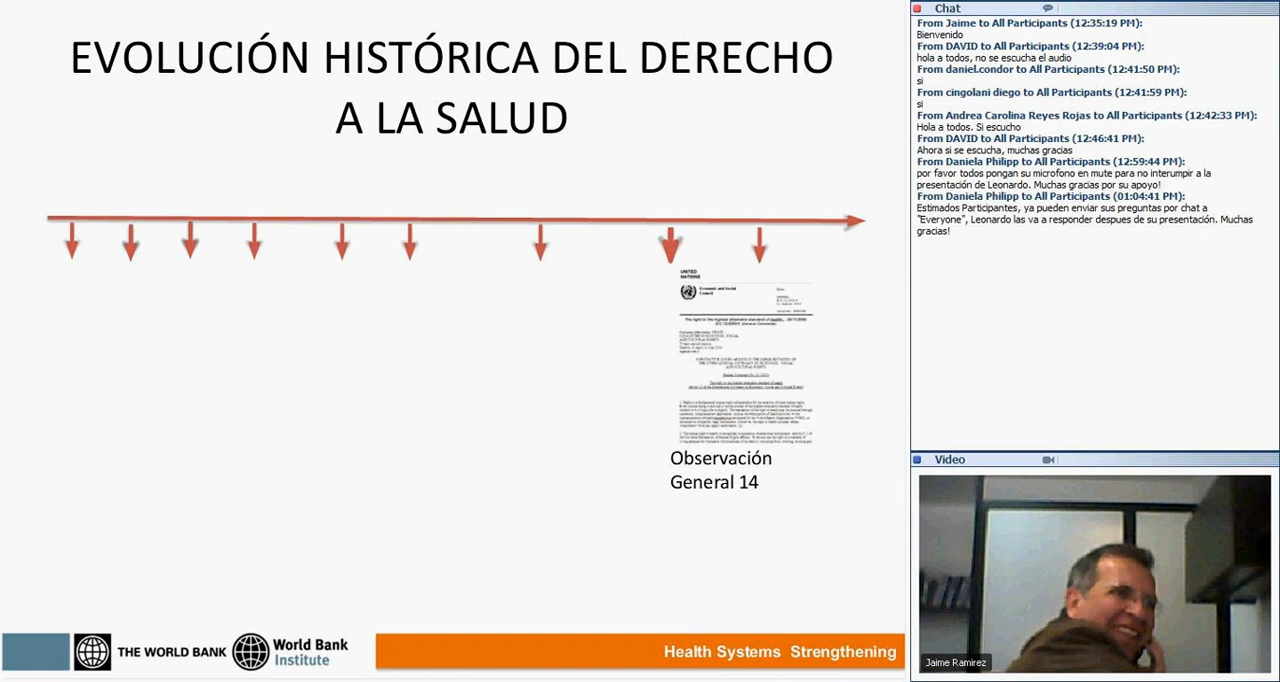 EVOLUCIÓN HISTÓRICA DEL DERECHO
A LA SALUD
UNITED
NATIONS
Economic and Social
Council
Observación
General 14
THE WORLD BANK
World Bank
Institute
Health Systems Strengthening
Chat
From Jaime to All Participants (12:35:19 PM):
Bienvenido
From DAVID to All Participants (12:39:04 PM):
hola a todos, no se escucha el audio
From daniel.condor to All Participants (12:41:50 PM):
si
From cingolani diego to All Participants (12:41:59 PM):
si
From Andrea Carolina Reyes Rojas to All Participants (12:42:33 PM):
Hola a todos. Si escucho
From DAVID to All Participants (12:46:41 PM):
Ahora si se escucha, muchas gracias
From Daniela Philipp to All Participants (12:59:44 PM):
por favor todos pongan su microfono en mute para no interumpir a la
presentación de Leonardo. Muchas gracias por su apoyo!
From Daniela Philipp to All Participants (01:04:41 PM):
Estimados Participantes, ya pueden enviar sus preguntas por chat a
"Everyone", Leonardo las va a responder despues de su presentación. Muchas
gracias!
Video
Jaime Ramirez